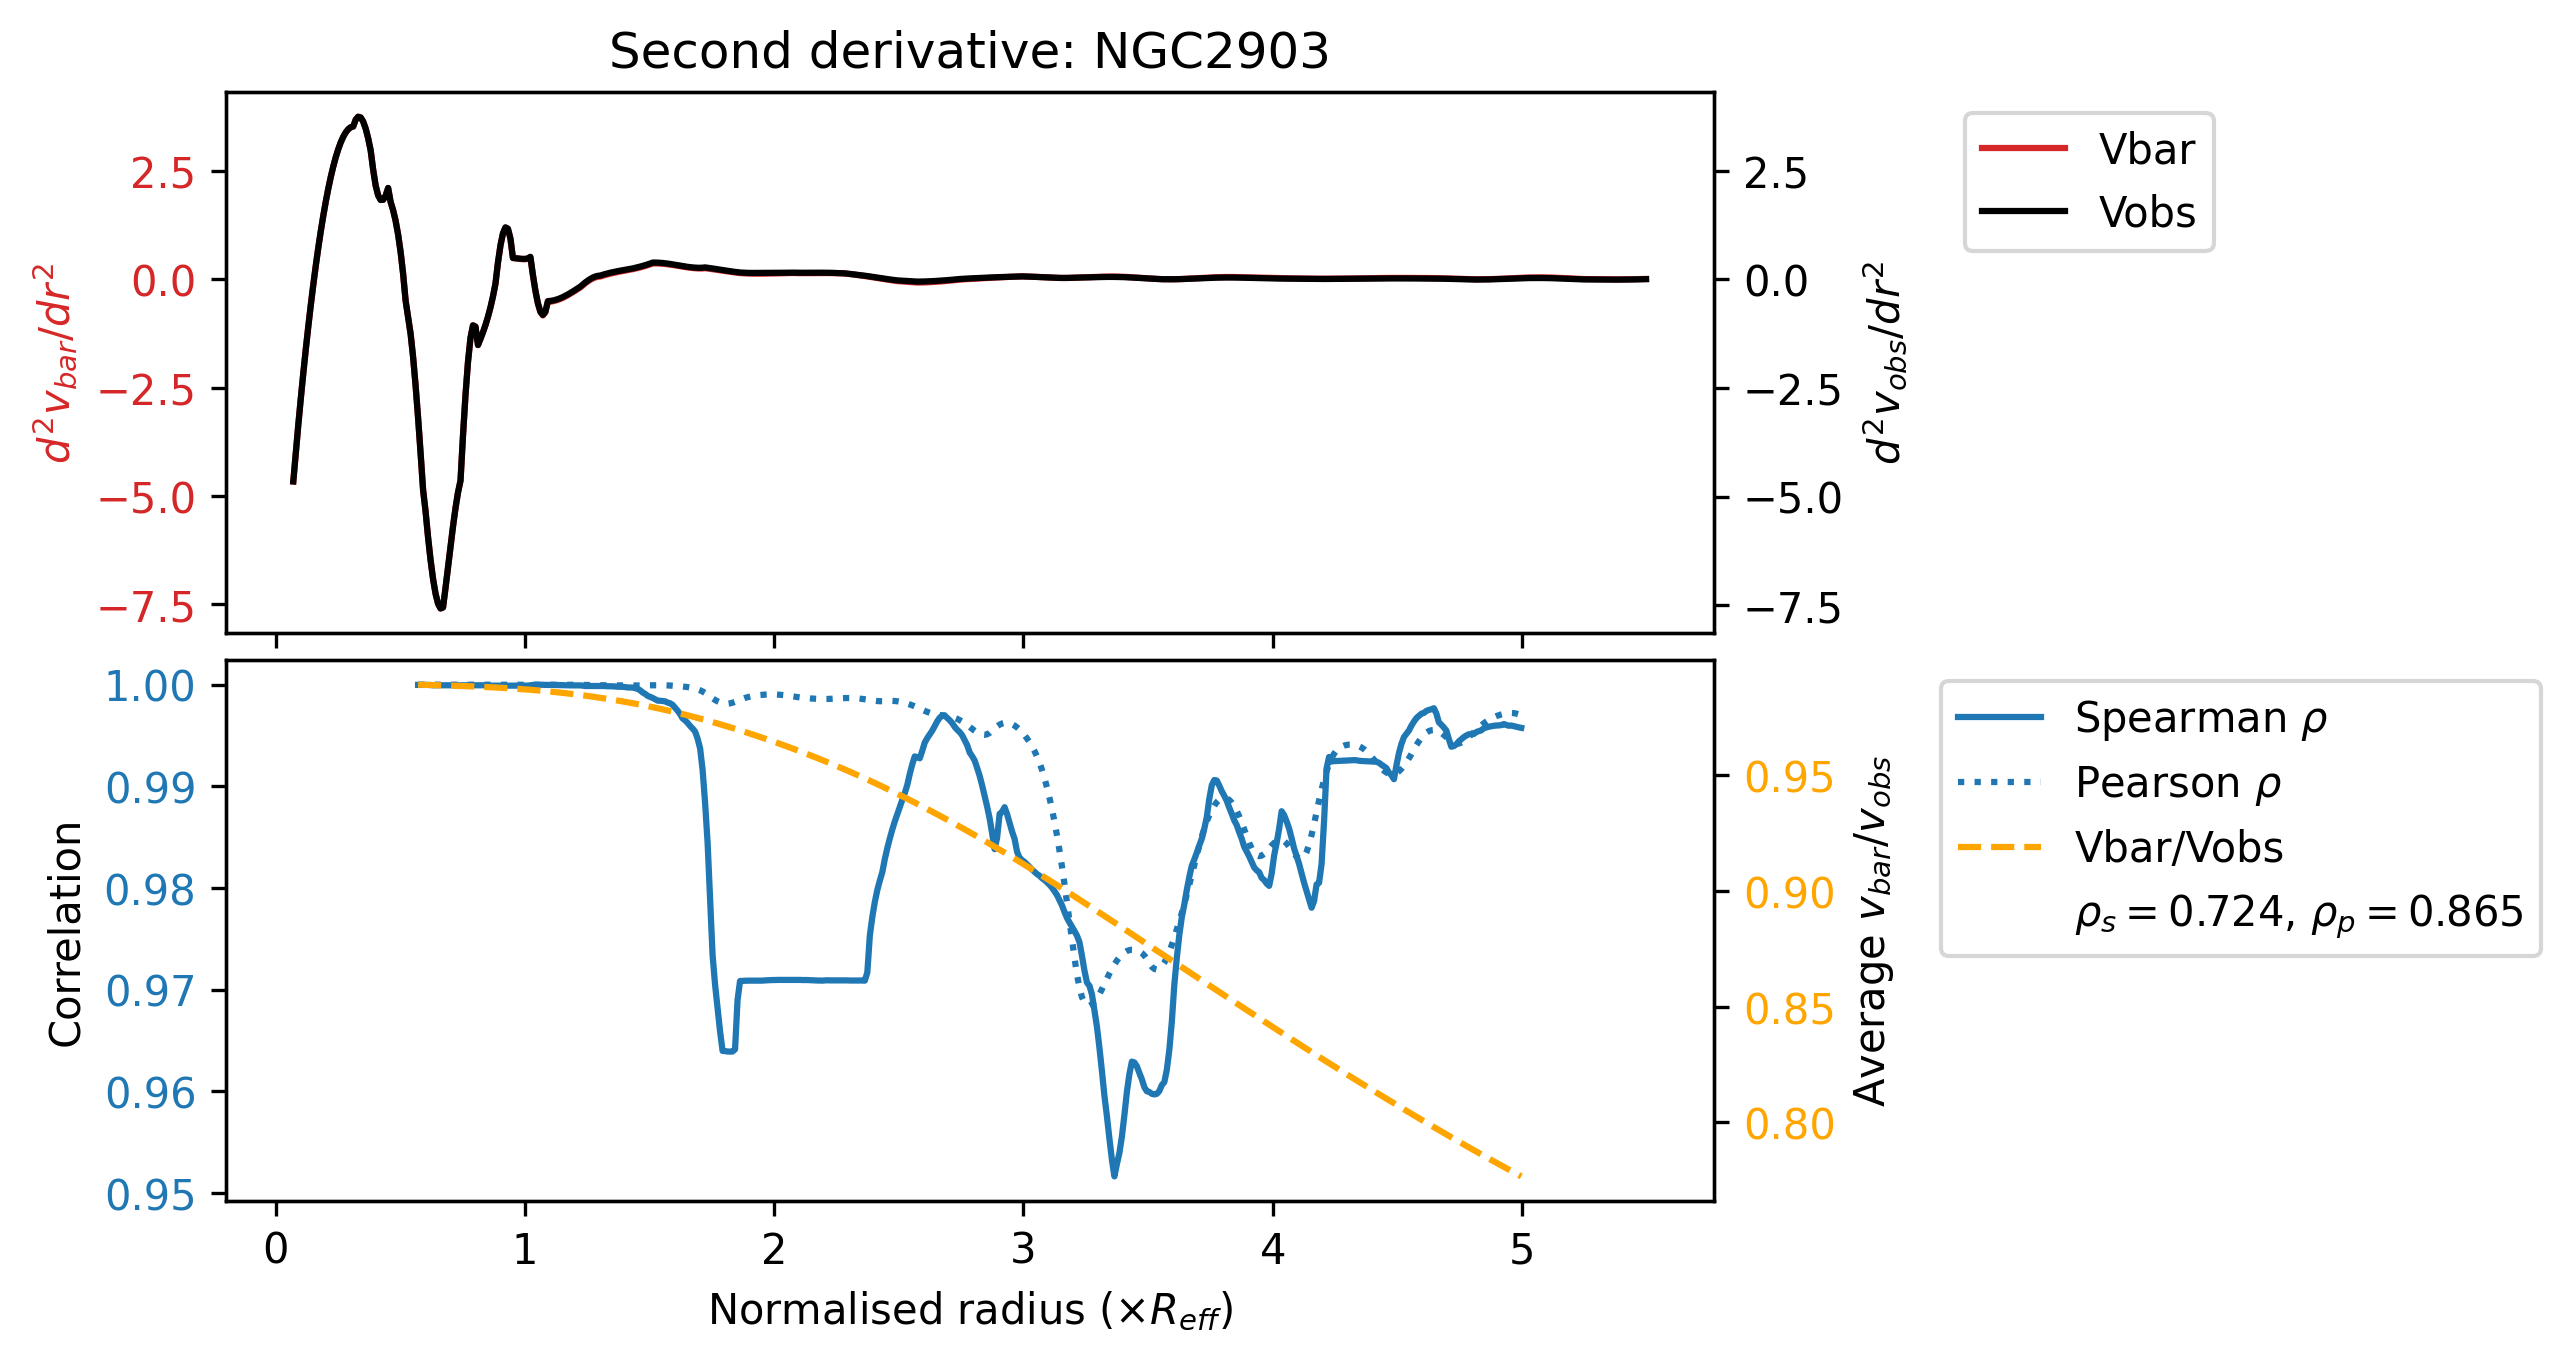 Second derivative: NGC2903
2.5
0.0
−2.5
−5.0
−7.5
d²v_bar/dr²
2.5
0.0
−2.5
−5.0
−7.5
d²v_obs/dr²
Vbar
Vobs
1.00
0.99
0.98
0.97
0.96
0.95
Correlation
0.95
0.90
0.85
0.80
Average v_bar/v_obs
Spearman ρ
Pearson ρ
Vbar/Vobs
ρ_s = 0.724, ρ_p = 0.865
0 1 2 3 4 5
Normalised radius (×R_eff)